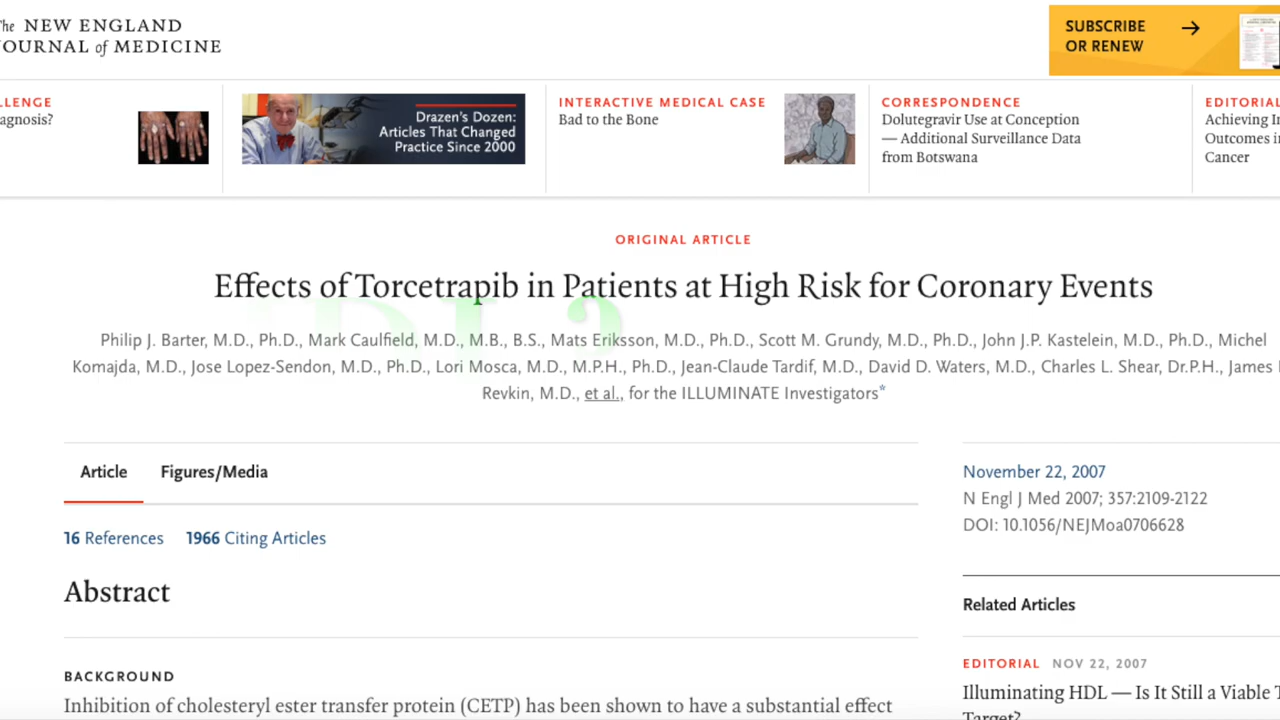 The NEW ENGLAND
JOURNAL of MEDICINE
SUBSCRIBE
OR RENEW
LLENGE
agnosis?
Drazen's Dozen:
Articles That Changed
Practice Since 2000
INTERACTIVE MEDICAL CASE
Bad to the Bone
CORRESPONDENCE
Dolutegravir Use at Conception
— Additional Surveillance Data
from Botswana
EDITORIAL
Achieving
Outcomes
Cancer
ORIGINAL ARTICLE
Effects of Torcetrapib in Patients at High Risk for Coronary Events
Philip J. Barter, M.D., Ph.D., Mark Caulfield, M.D., M.B., B.S., Mats Eriksson, M.D., Ph.D., Scott M. Grundy, M.D., Ph.D., John J.P. Kastelein, M.D., Ph.D., Michel
Komajda, M.D., Jose Lopez-Sendon, M.D., Ph.D., Lori Mosca, M.D., M.P.H., Ph.D., Jean-Claude Tardif, M.D., David D. Waters, M.D., Charles L. Shear, Dr.P.H., James
Revkin, M.D., et al., for the ILLUMINATE Investigators*
Article Figures/Media
November 22, 2007
N Engl J Med 2007; 357:2109-2122
DOI: 10.1056/NEJMoa0706628
16 References 1966 Citing Articles
Abstract
Related Articles
BACKGROUND
Inhibition of cholesteryl ester transfer protein (CETP) has been shown to have a substantial effect
EDITORIAL NOV 22, 2007
Illuminating HDL — Is It Still a Viable
Target?